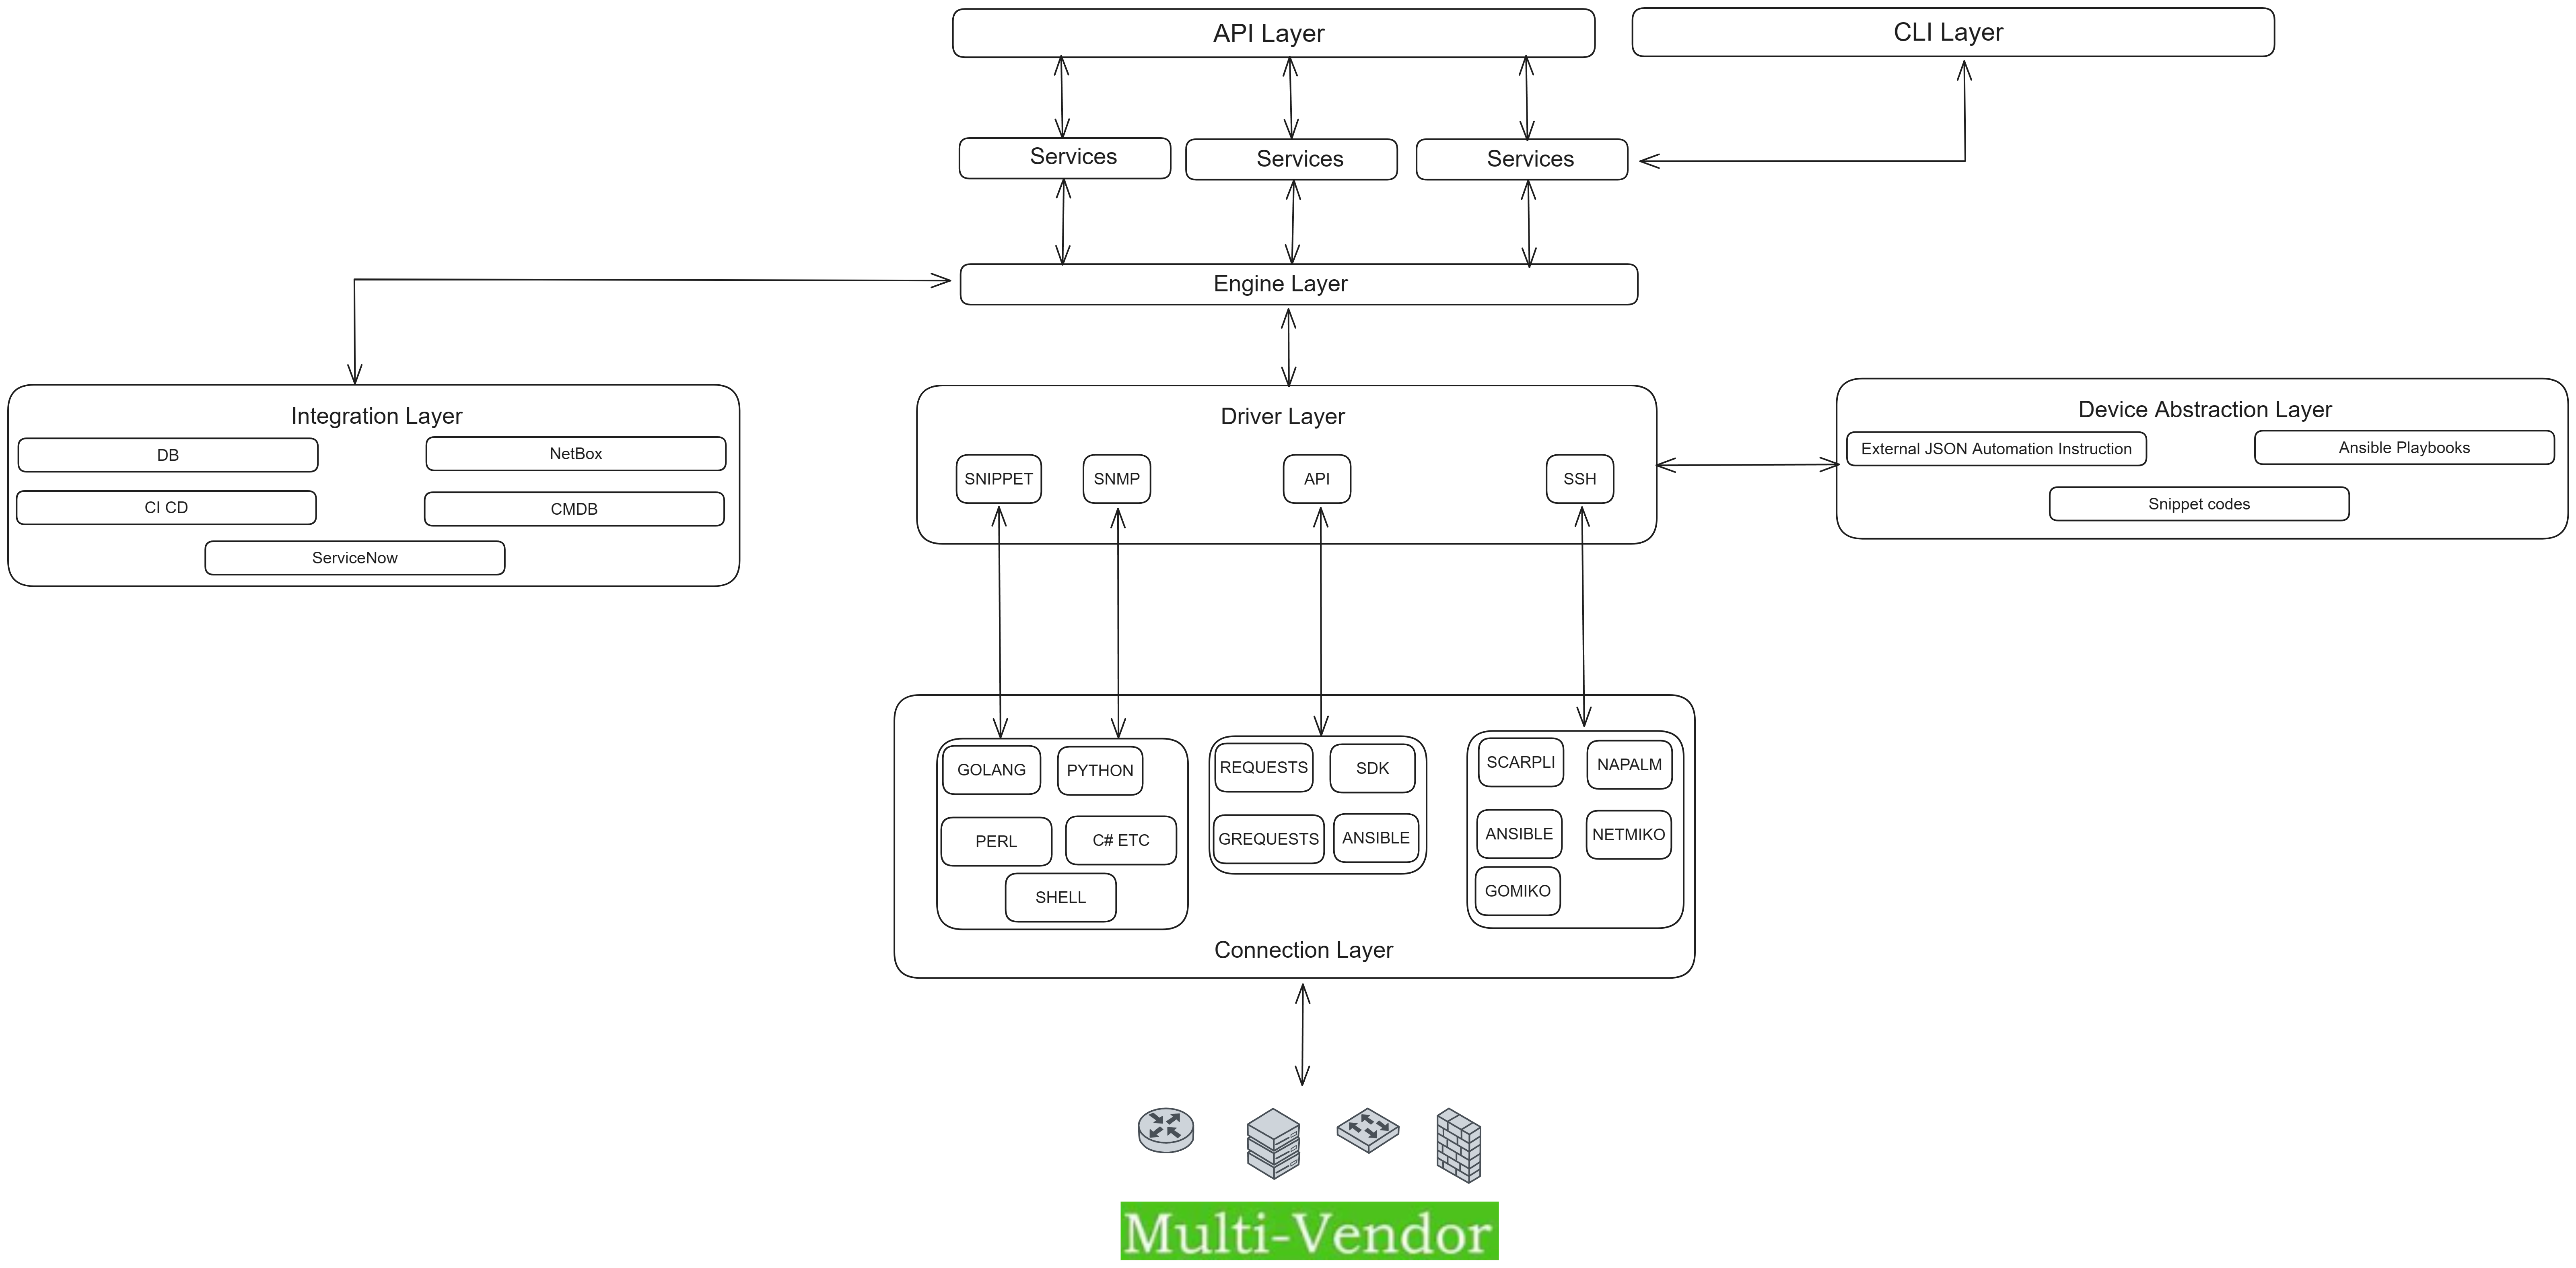 API Layer
CLI Layer
Services
Services
Services
Engine Layer
Integration Layer
DB
NetBox
CI CD
CMDB
ServiceNow
Driver Layer
SNIPPET
SNMP
API
SSH
Device Abstraction Layer
External JSON Automation Instruction
Ansible Playbooks
Snippet codes
GOLANG
PYTHON
PERL
C# ETC
SHELL
REQUESTS
SDK
GREQUESTS
ANSIBLE
SCARPLI
NAPALM
ANSIBLE
NETMIKO
GOMIKO
Connection Layer
Multi-Vendor